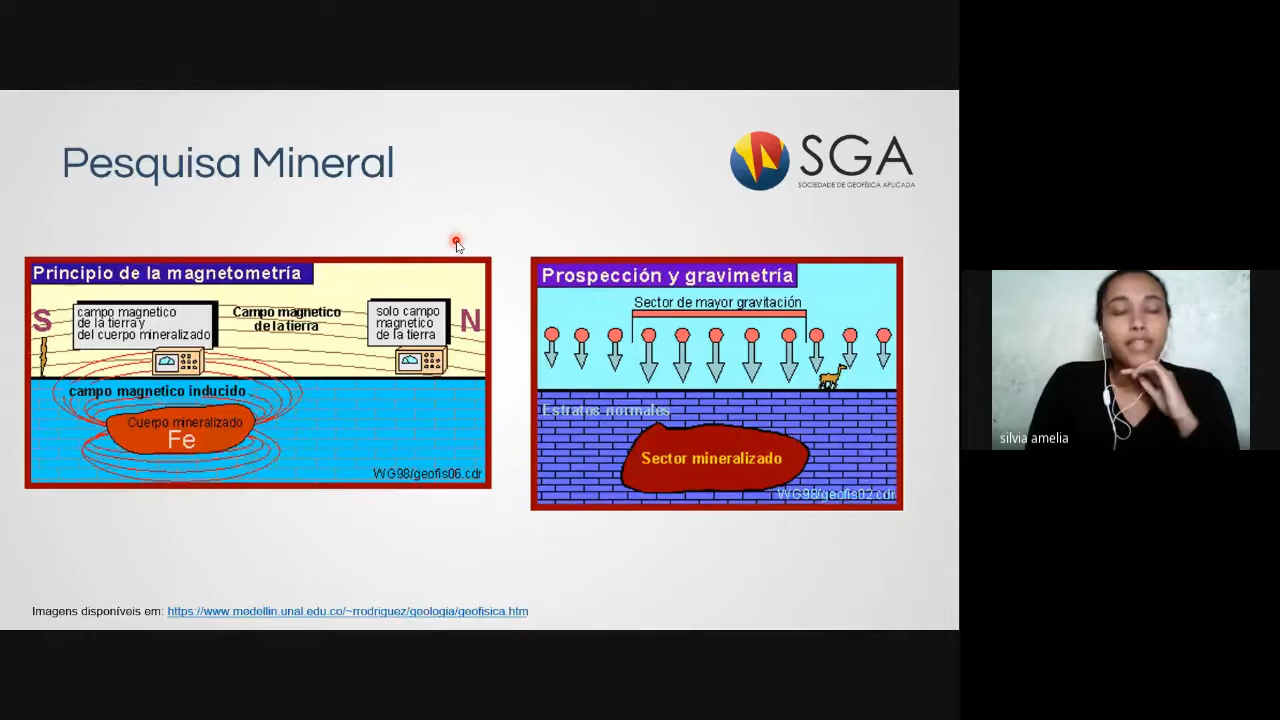 Pesquisa Mineral
SGA
SOCIEDADE DE GEOFÍSICA APLICADA
Principio de la magnetometría
S
campo magnetico
de la tierra y
del cuerpo mineralizado
Campo magnetico
de la tierra
solo campo
magnetico
de la tierra
N
campo magnetico inducido
Cuerpo mineralizado
Fe
WG98/geofis06.cdr
Prospección y gravimetría
Sector de mayor gravitación
Estratos normales
Sector mineralizado
WG98/geofis02.cdr
Imagens disponíveis em: https://www.medellin.unal.edu.co/~rrodriguez/geologia/geofisica.htm
silvia amelia